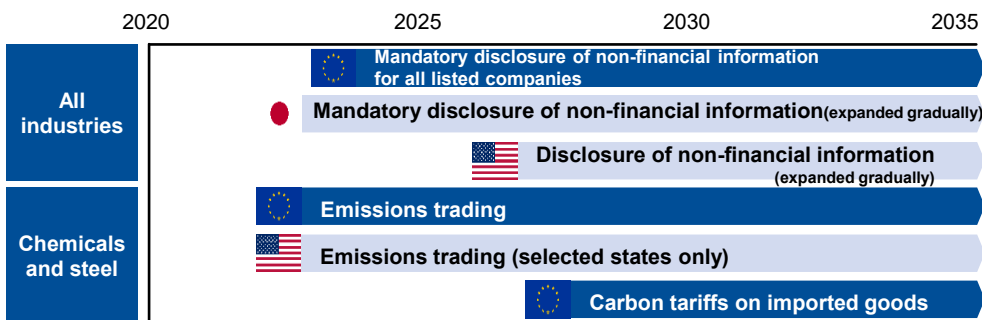 2020 2025 2030 2035
All
industries
Mandatory disclosure of non-financial information
for all listed companies
Mandatory disclosure of non-financial information(expanded gradually)
Disclosure of non-financial information
(expanded gradually)
Chemicals
and steel
Emissions trading
Emissions trading (selected states only)
Carbon tariffs on imported goods